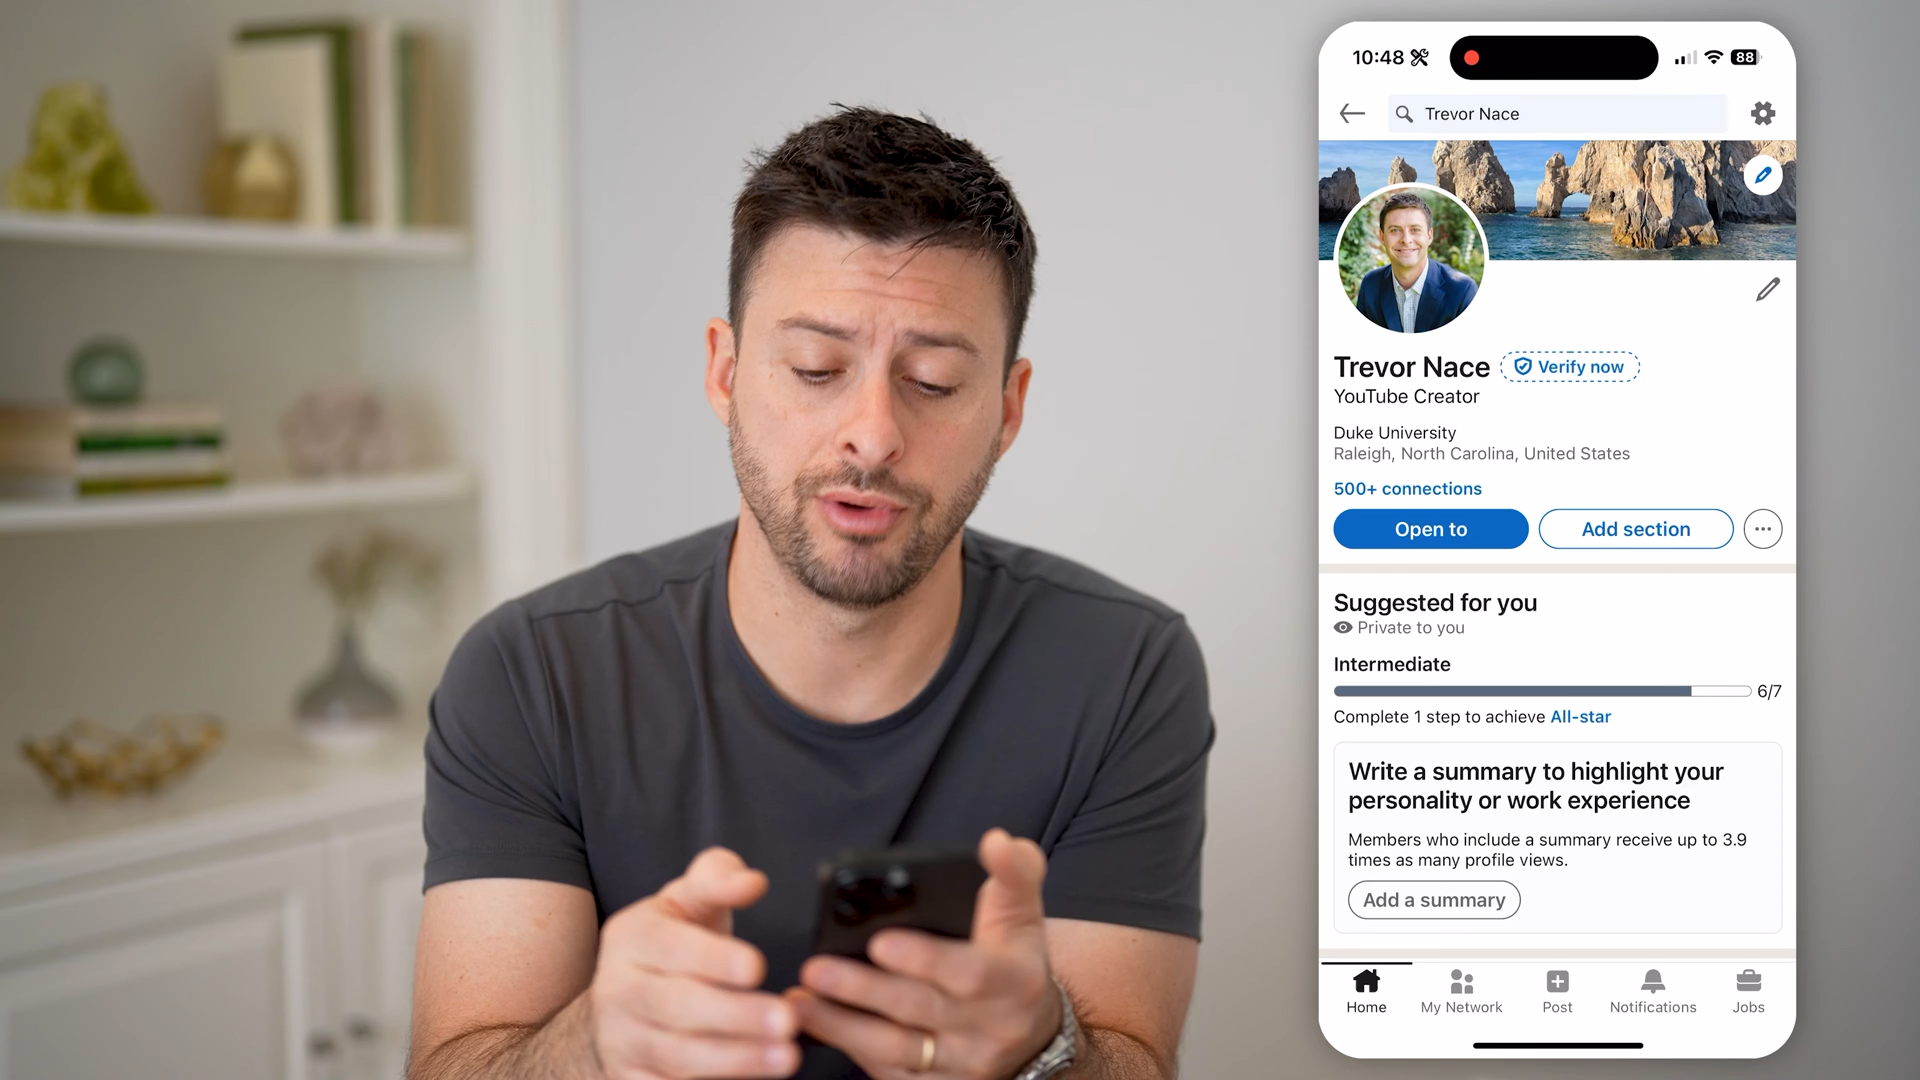 10:48
88
Trevor Nace
Trevor Nace
Verify now
YouTube Creator
Duke University
Raleigh, North Carolina, United States
500+ connections
Open to
Add section
Suggested for you
Private to you
Intermediate
6/7
Complete 1 step to achieve All-star
Write a summary to highlight your
personality or work experience
Members who include a summary receive up to 3.9
times as many profile views.
Add a summary
Home
My Network
Post
Notifications
Jobs